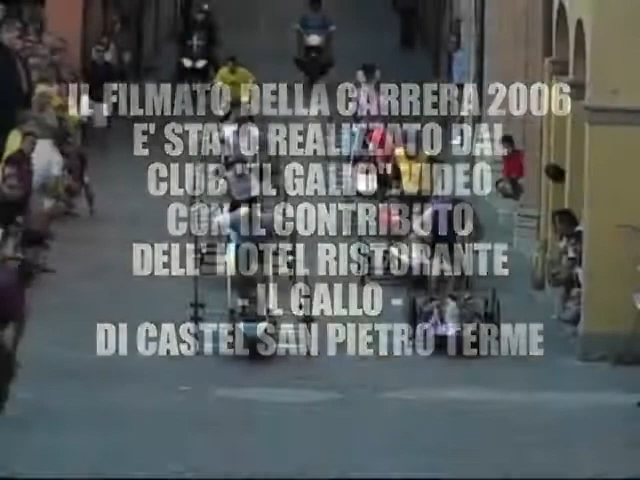 IL FILMATO DELLA CARRERA 2006
E' STATO REALIZZATO DAL
CLUB "IL GALLO" VIDEO
CON IL CONTRIBUTO
DELL' HOTEL RISTORANTE
IL GALLO -
DI CASTEL SAN PIETRO TERME